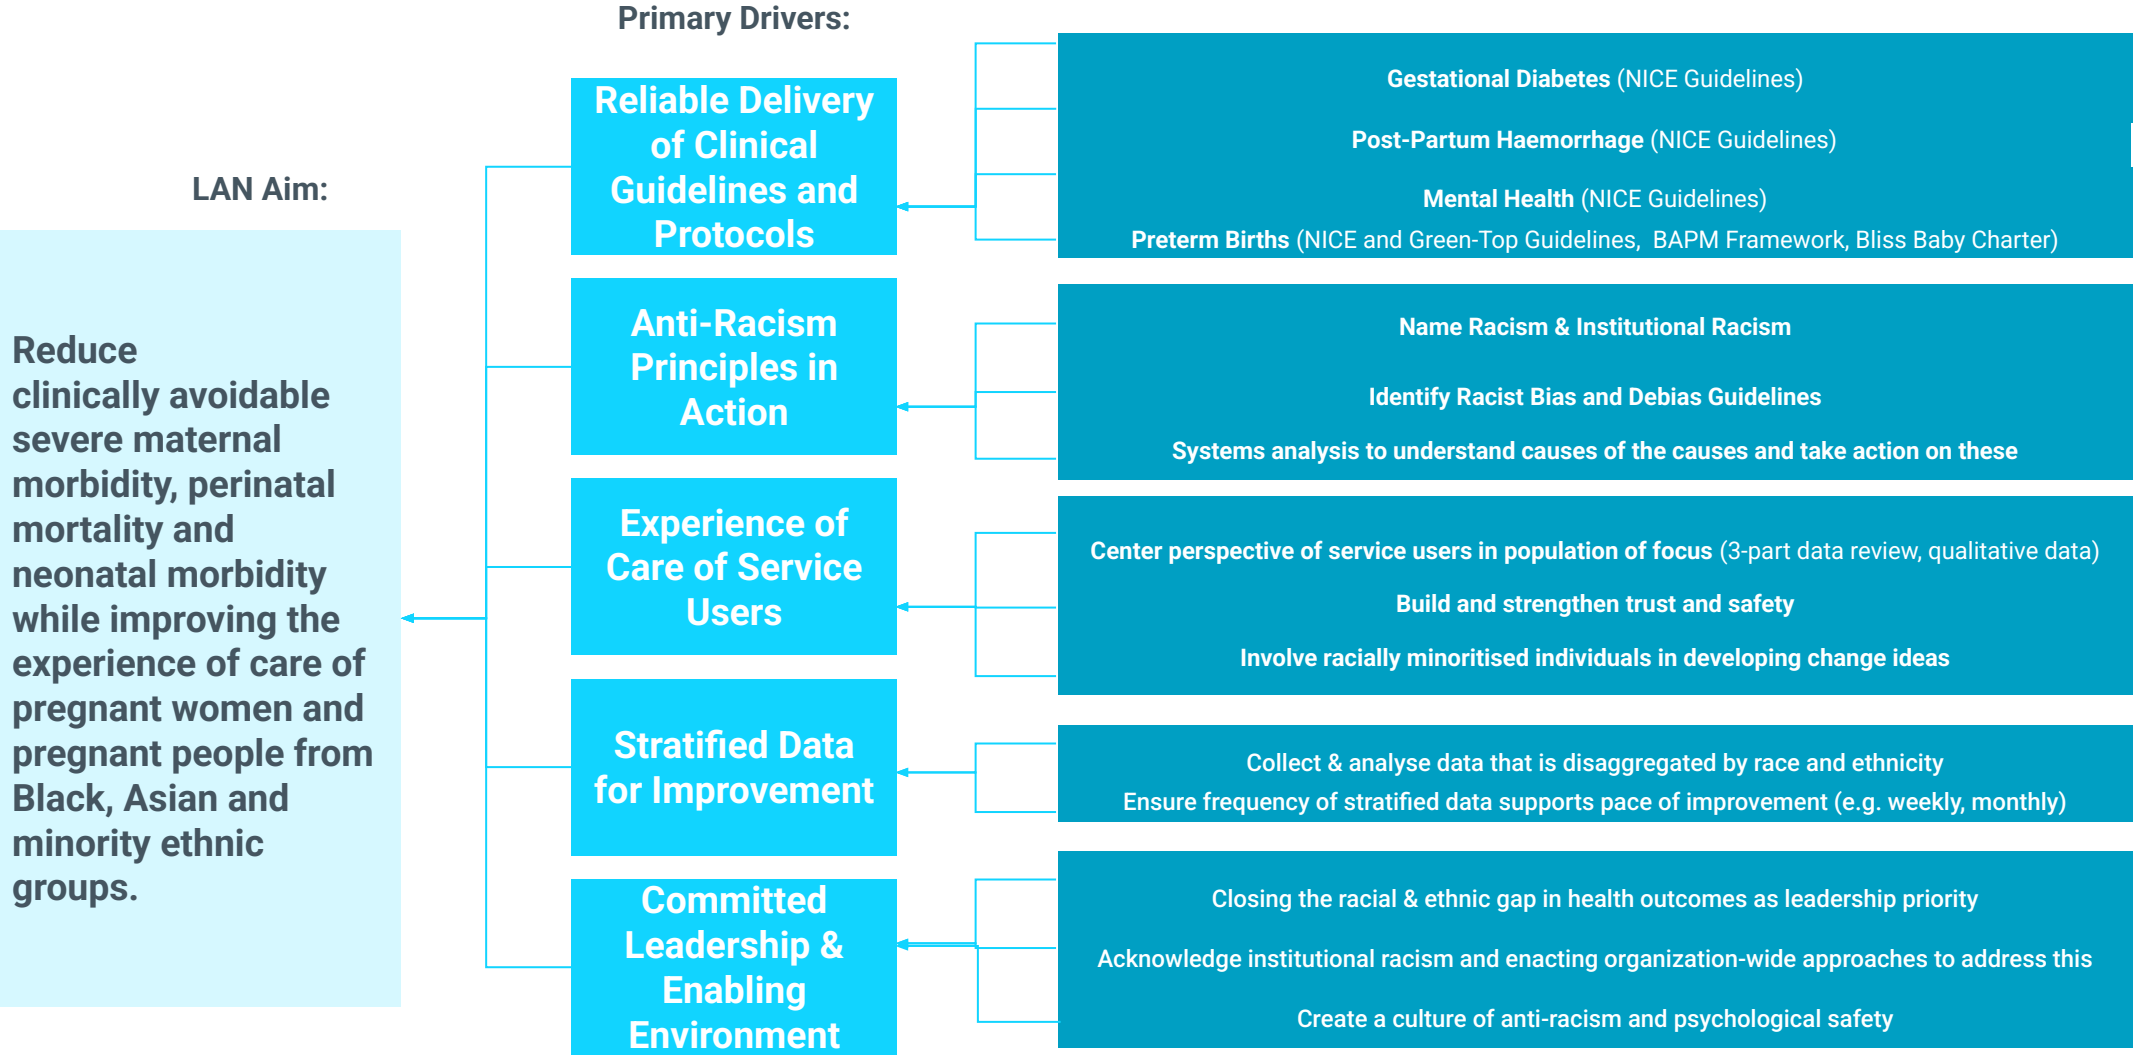 Primary Drivers:
LAN Aim:
Reduce
clinically avoidable
severe maternal
morbidity, perinatal
mortality and
neonatal morbidity
while improving the
experience of care of
pregnant women and
pregnant people from
Black, Asian and
minority ethnic
groups.
Reliable Delivery
of Clinical
Guidelines and
Protocols
Gestational Diabetes (NICE Guidelines)
Post-Partum Haemorrhage (NICE Guidelines)
Mental Health (NICE Guidelines)
Preterm Births (NICE and Green-Top Guidelines, BAPM Framework, Bliss Baby Charter)
Anti-Racism
Principles in
Action
Name Racism & Institutional Racism
Identify Racist Bias and Debias Guidelines
Systems analysis to understand causes of the causes and take action on these
Experience of
Care of Service
Users
Center perspective of service users in population of focus (3-part data review, qualitative data)
Build and strengthen trust and safety
Involve racially minoritised individuals in developing change ideas
Stratified Data
for Improvement
Collect & analyse data that is disaggregated by race and ethnicity
Ensure frequency of stratified data supports pace of improvement (e.g. weekly, monthly)
Committed
Leadership &
Enabling
Environment
Closing the racial & ethnic gap in health outcomes as leadership priority
Acknowledge institutional racism and enacting organization-wide approaches to address this
Create a culture of anti-racism and psychological safety